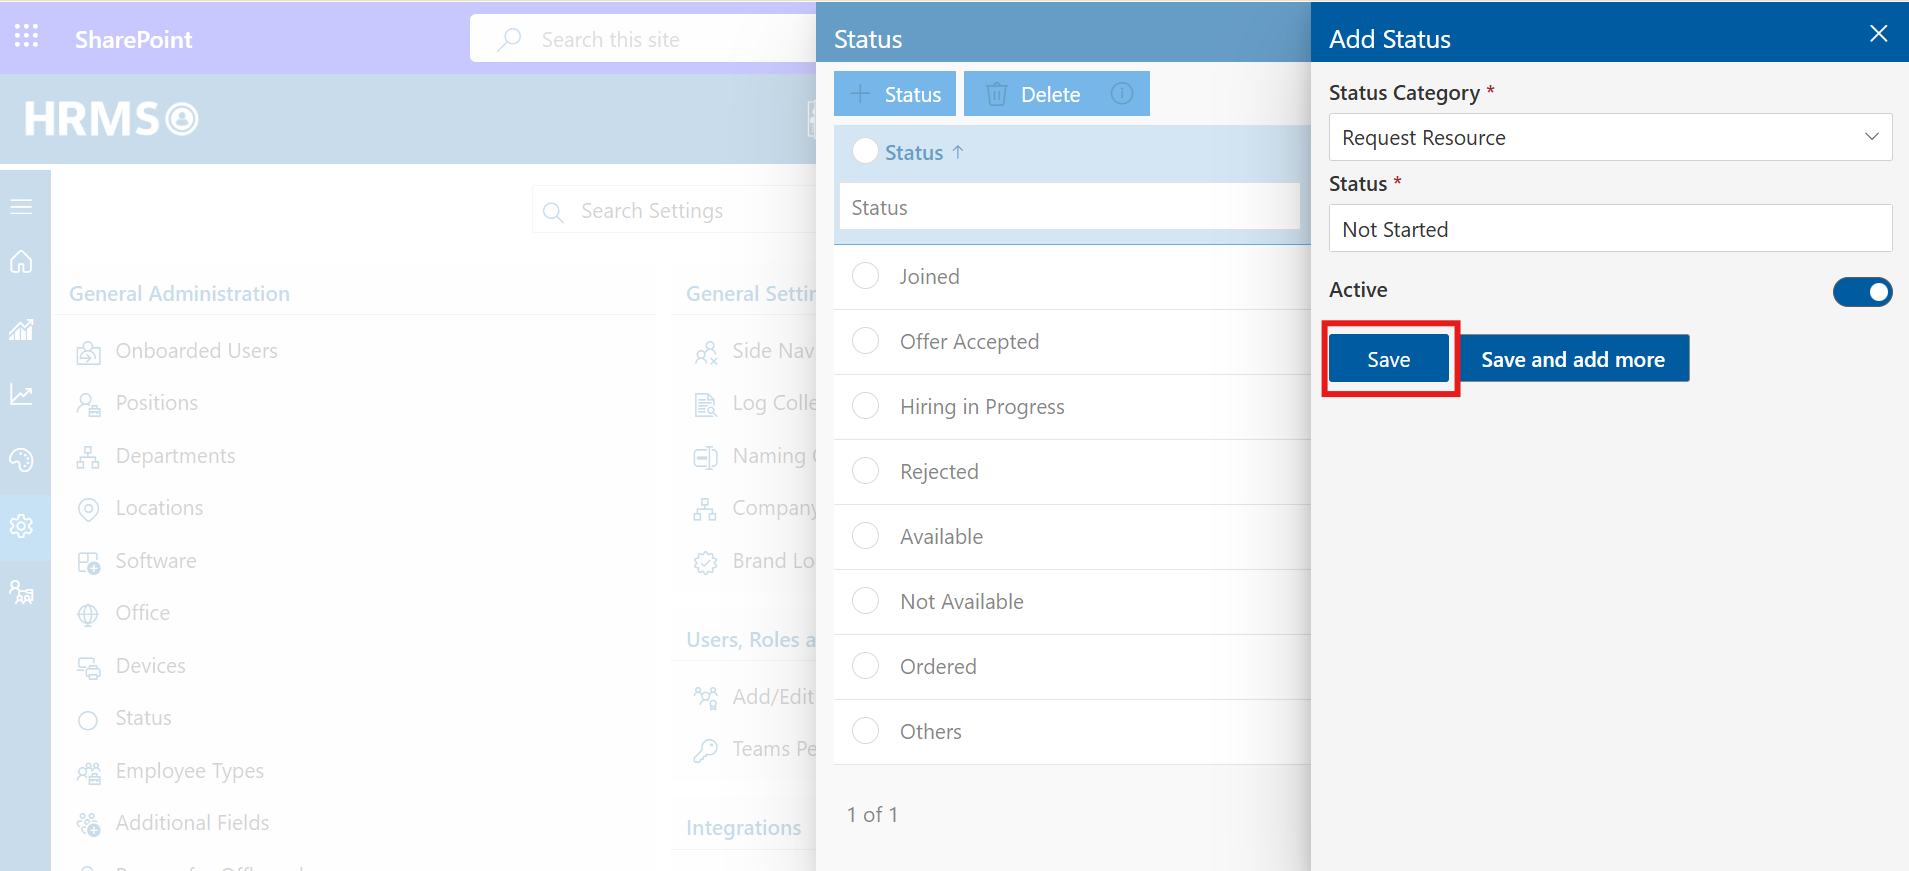 SharePoint
Search this site
HRMS
Search Settings
General Administration
Onboarded Users
Positions
Departments
Locations
Software
Office
Devices
Status
Employee Types
Additional Fields
General Settin
Side Nav
Log Colle
Naming
Company
Brand Lo
Users, Roles a
Add/Edit
Teams Pe
Integrations
Status
Status
Delete
Status ↑
Status
Joined
Offer Accepted
Hiring in Progress
Rejected
Available
Not Available
Ordered
Others
1 of 1
Add Status
Status Category *
Request Resource
Status *
Not Started
Active
Save
Save and add more